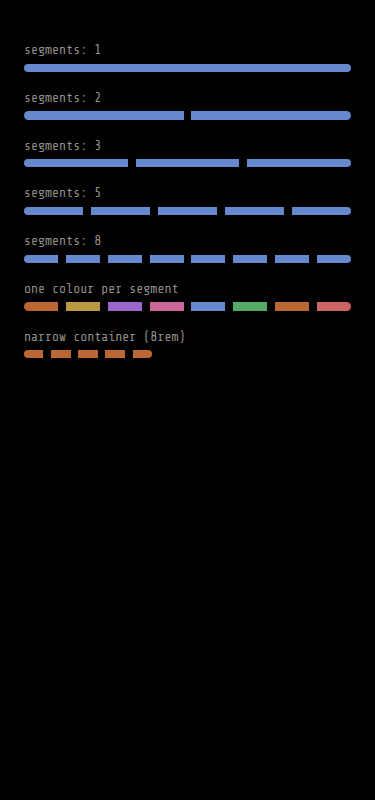 segments: 1
segments: 2
segments: 3
segments: 5
segments: 8
one colour per segment
narrow container (8rem)